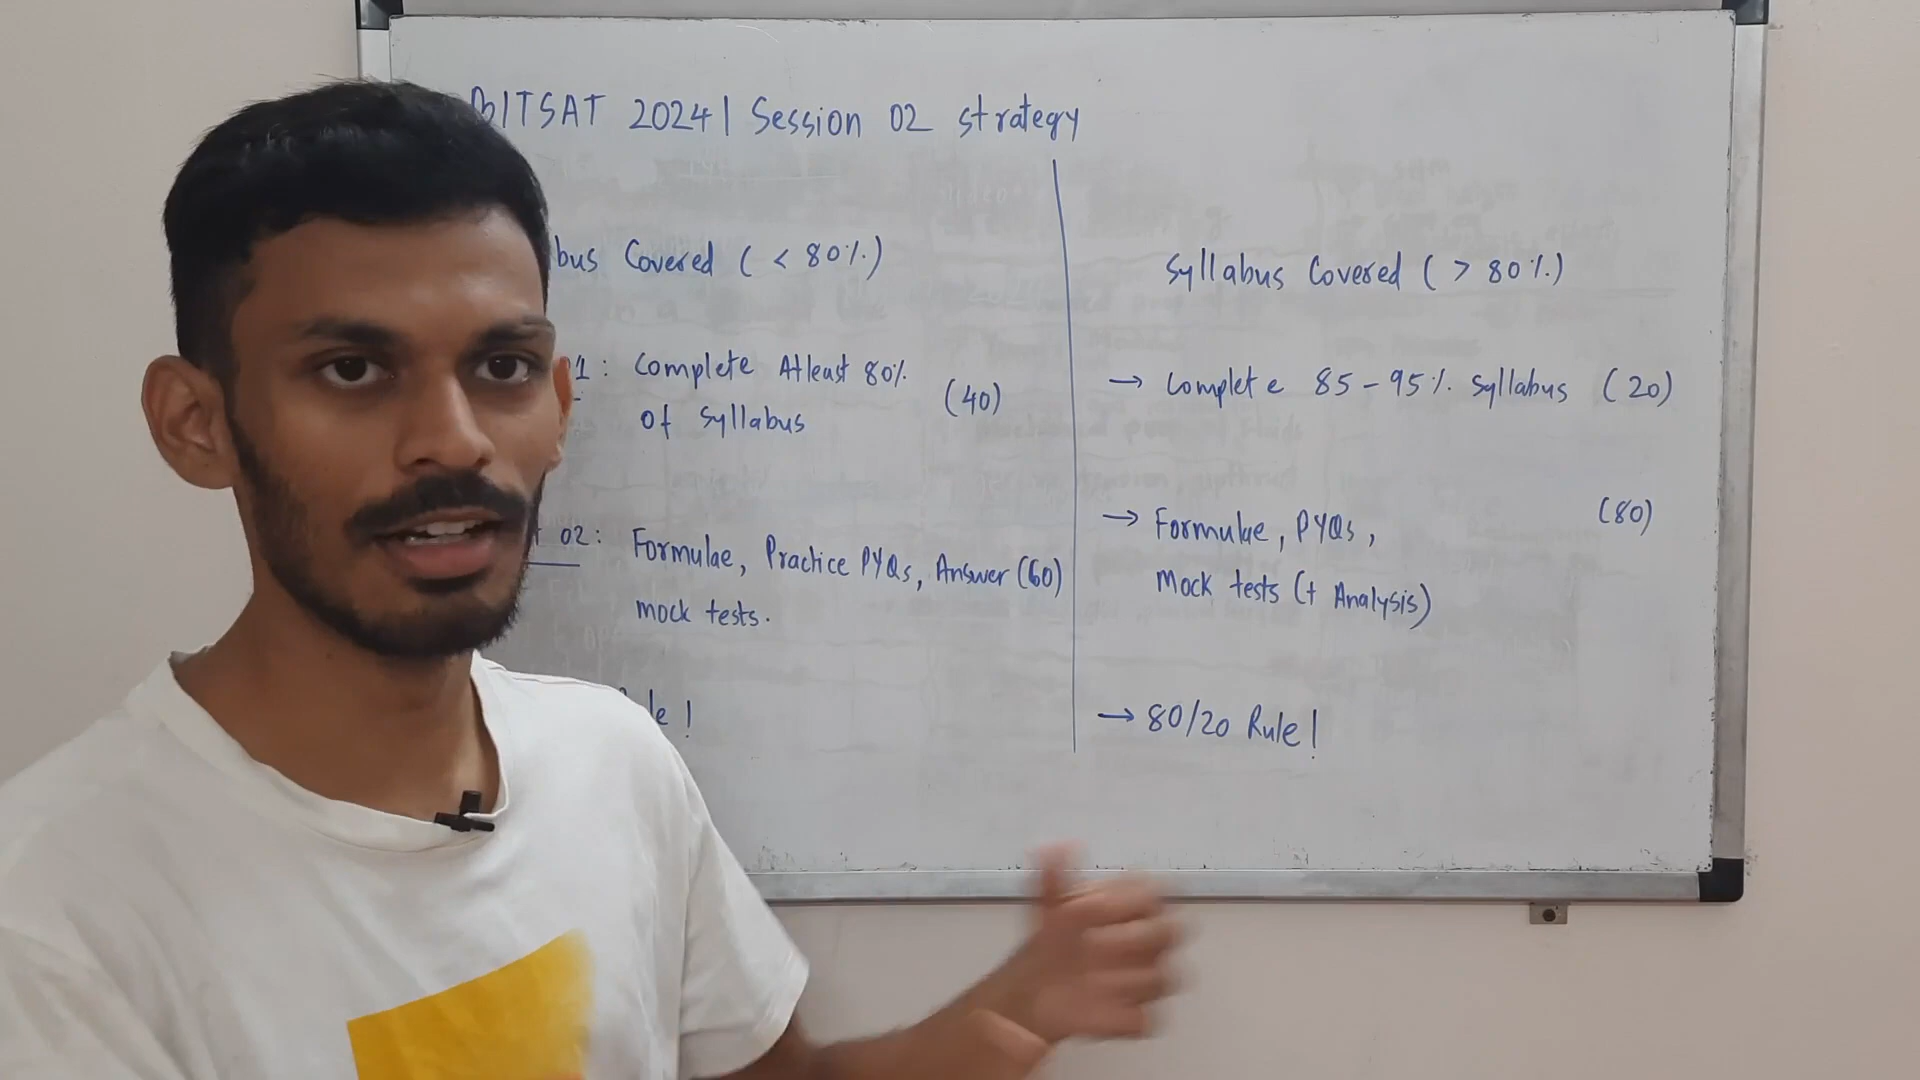 BITSAT 2024 | Session 02 strategy
bus Covered ( < 80%.)
1: Complete Atleast 80%.
of Syllabus
(40)
02: Formulae, Practice PYQs, Answer (60)
mock tests.
le!
Syllabus Covered ( > 80%.)
→ Complete 85-95%. Syllabus (20)
→ Formulae, PYQs,
(80)
Mock tests (+ Analysis)
→ 80/20 Rule!